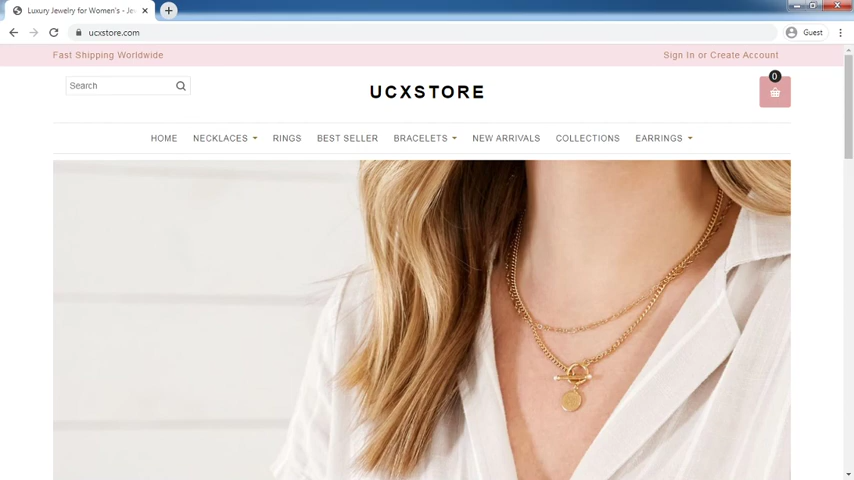 Luxury Jewelry for Women's - Je
ucxstore.com
Guest
Fast Shipping Worldwide
Sign In or Create Account
Search
UCXSTORE
0
HOME NECKLACES RINGS BEST SELLER BRACELETS NEW ARRIVALS COLLECTIONS EARRINGS